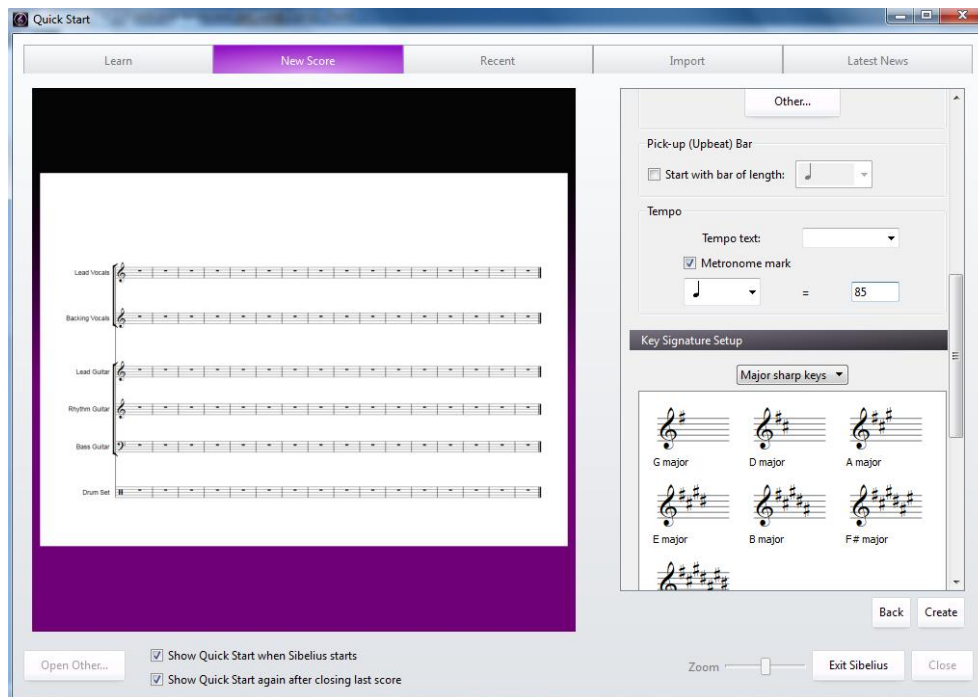 Quick Start
Learn New Score Recent Import Latest News
Lead Vocals
Backing Vocals
Lead Guitar
Rhythm Guitar
Bass Guitar
Drum Set
Other...
Pick-up (Upbeat) Bar
Start with bar of length:
Tempo
Tempo text:
Metronome mark
= 85
Key Signature Setup
Major sharp keys
G major D major A major
E major B major F# major
Back Create
Open Other...
Show Quick Start when Sibelius starts
Show Quick Start again after closing last score
Zoom
Exit Sibelius
Close